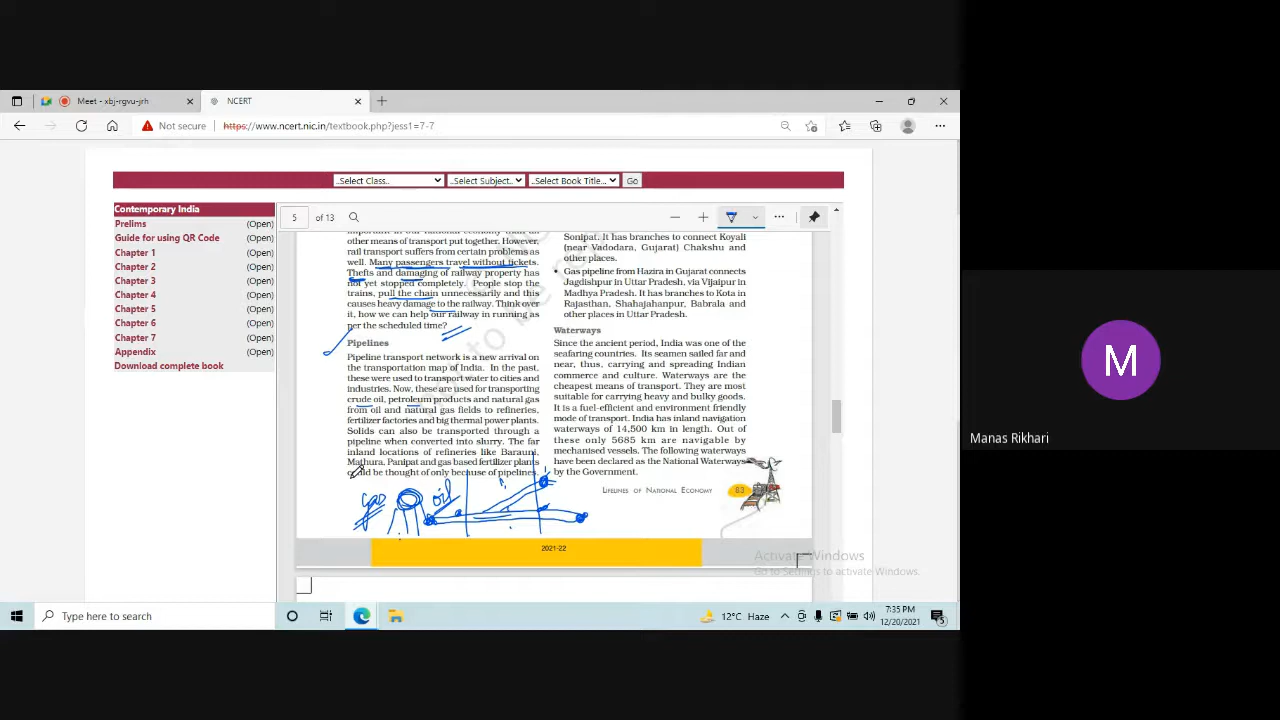 Meet - xbj-rgvu-jrh
NCERT
Not secure
https://www.ncert.nic.in/textbook.php?jess1=7-7
..Select Class..
..Select Subject..
..Select Book Title...
Go
Contemporary India
Prelims (Open)
Guide for using QR Code (Open)
Chapter 1 (Open)
Chapter 2 (Open)
Chapter 3 (Open)
Chapter 4 (Open)
Chapter 5 (Open)
Chapter 6 (Open)
Chapter 7 (Open)
Appendix (Open)
Download complete book
5 of 13
important in our national economy than all
other means of transport put together. However,
rail transport suffers from certain problems as
well. Many passengers travel without tickets.
Thefts and damaging of railway property has
not yet stopped completely. People stop the
trains, pull the chain unnecessarily and this
causes heavy damage to the railway. Think over
it, how we can help our railway in running as
per the scheduled time?
Pipelines
Pipeline transport network is a new arrival on
the transportation map of India. In the past,
these were used to transport water to cities and
industries. Now, these are used for transporting
crude oil, petroleum products and natural gas
from oil and natural gas fields to refineries,
fertilizer factories and big thermal power plants.
Solids can also be transported through a
pipeline when converted into slurry. The far
inland locations of refineries like Barauni,
Mathura, Panipat and gas based fertilizer plants
could be thought of only because of pipelines.
gas
oil
Sonipat. It has branches to connect Koyali
(near Vadodara, Gujarat) Chakshu and
other places.
• Gas pipeline from Hazira in Gujarat connects
Jagdishpur in Uttar Pradesh, via Vijaipur in
Madhya Pradesh. It has branches to Kota in
Rajasthan, Shahajahanpur, Babrala and
other places in Uttar Pradesh.
Waterways
Since the ancient period, India was one of the
seafaring countries. Its seamen sailed far and
near, thus, carrying and spreading Indian
commerce and culture. Waterways are the
cheapest means of transport. They are most
suitable for carrying heavy and bulky goods.
It is a fuel-efficient and environment friendly
mode of transport. India has inland navigation
waterways of 14,500 km in length. Out of
these only 5685 km are navigable by
mechanised vessels. The following waterways
have been declared as the National Waterways
by the Government.
LIFELINES OF NATIONAL ECONOMY 83
2021-22
Activate Windows
Go to Settings to activate Windows.
M
Manas Rikhari
Type here to search
12°C Haze
7:35 PM
12/20/2021
5